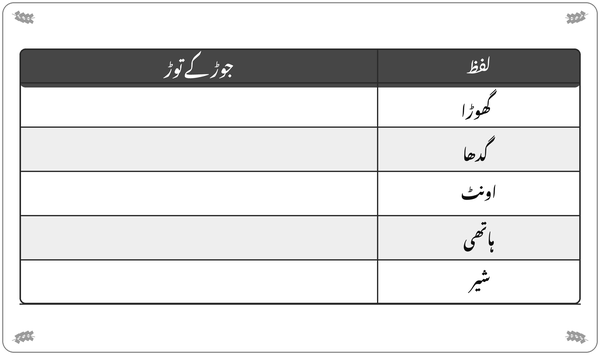 لفظ جوڑ کے توڑ
گھوڑا
گدھا
اونٹ
ہاتھی
شیر